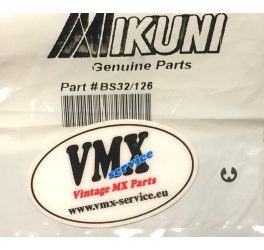 MIKUNI
Genuine Parts
Part # BS32/126
VMX
service
Vintage MX Parts
www.vmx-service.eu